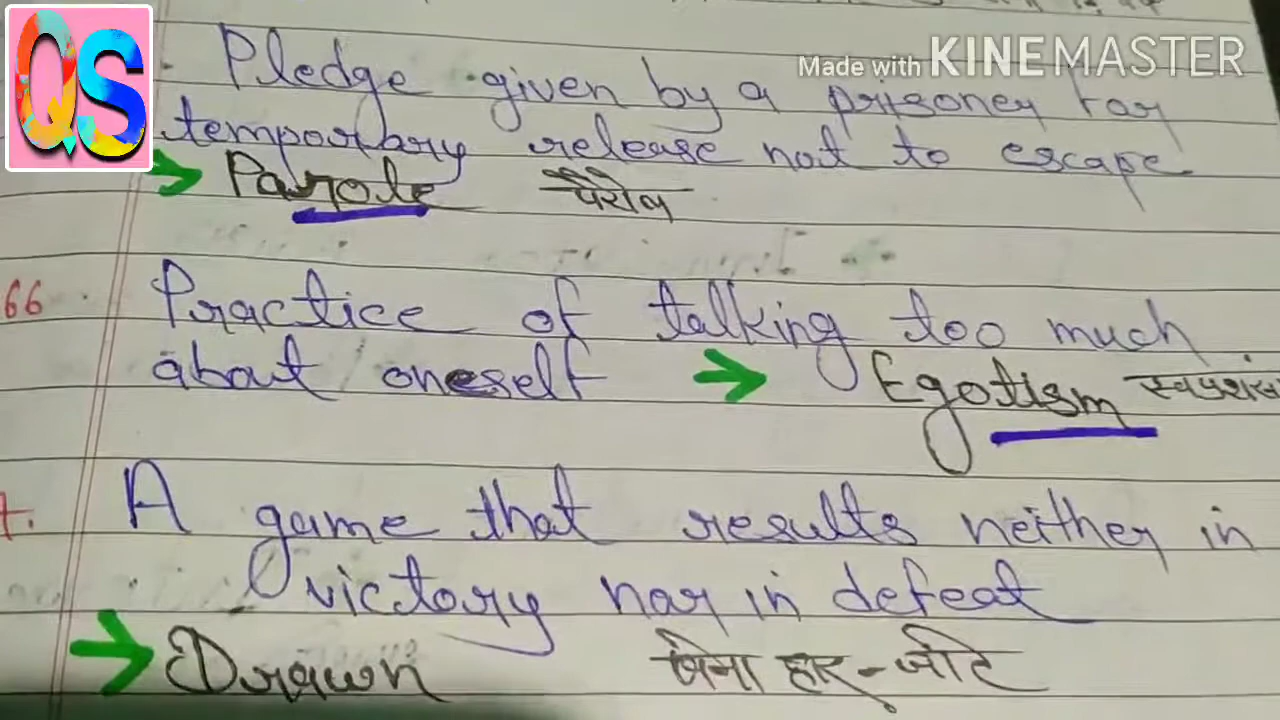 QS
Made with KINEMASTER
Pledge given by a prisoner for
temporary release not to escape
Parole पैरोल
66. Practice of talking too much
about oneself Egotism
A game that results neither in
victory nor in defeat
Drawn बिना हार-जीत